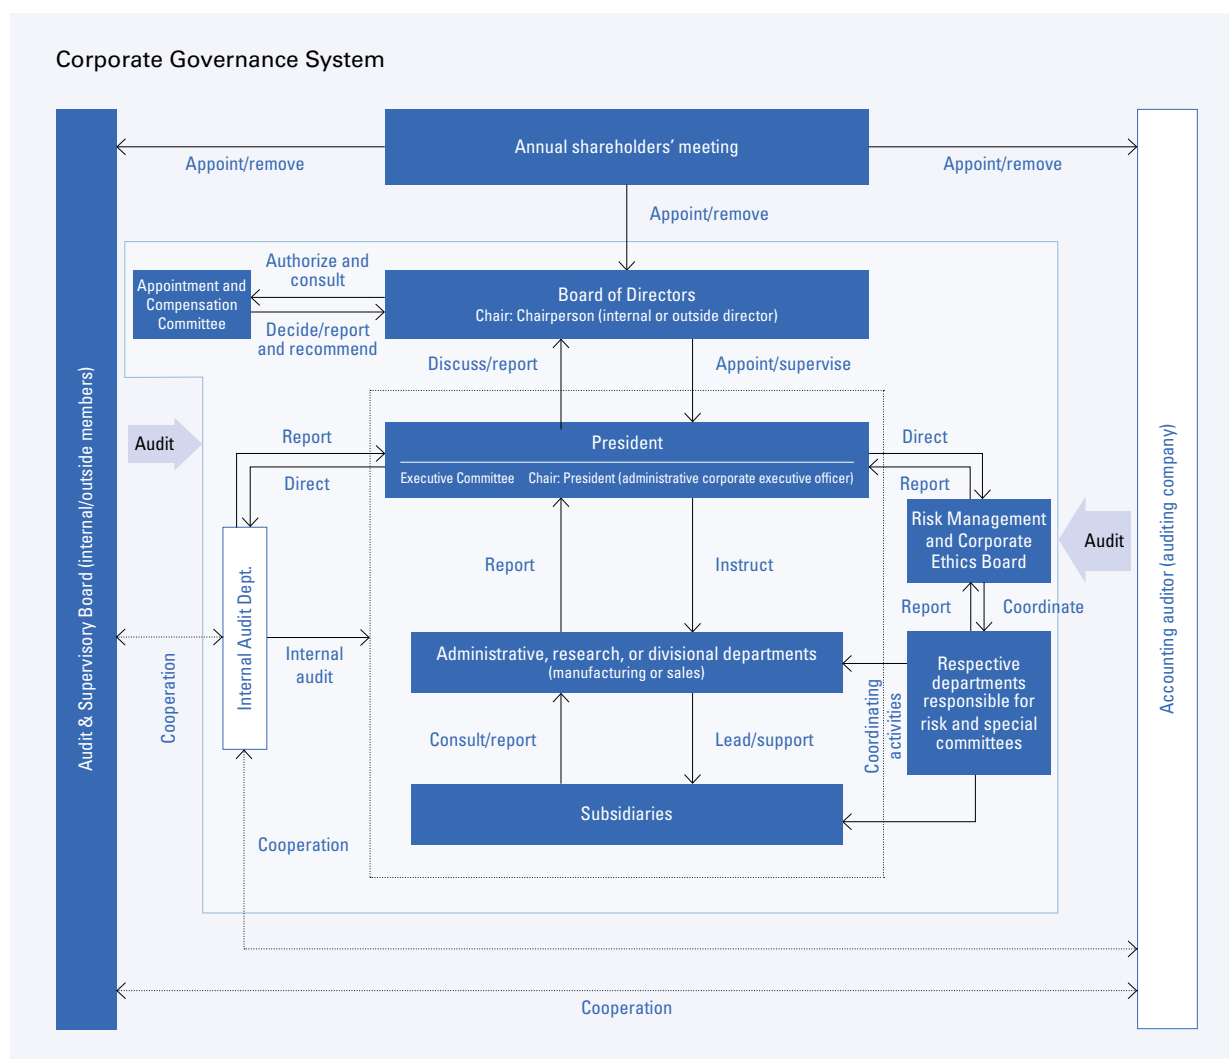 Corporate Governance System
Annual shareholders’ meeting
Appoint/remove
Appoint/remove
Appoint/remove
Audit & Supervisory Board (internal/outside members)
Accounting auditor (auditing company)
Authorize and
consult
Appointment and
Compensation
Committee
Decide/report
and recommend
Board of Directors
Chair: Chairperson (internal or outside director)
Discuss/report
Appoint/supervise
Audit
Report
Direct
President
Executive Committee Chair: President (administrative corporate executive officer)
Direct
Report
Risk Management
and Corporate
Ethics Board
Audit
Internal Audit Dept.
Report
Instruct
Report
Coordinate
Cooperation
Internal
audit
Administrative, research, or divisional departments
(manufacturing or sales)
Coordinating
activities
Respective
departments
responsible for
risk and special
committees
Consult/report
Lead/support
Subsidiaries
Cooperation
Cooperation